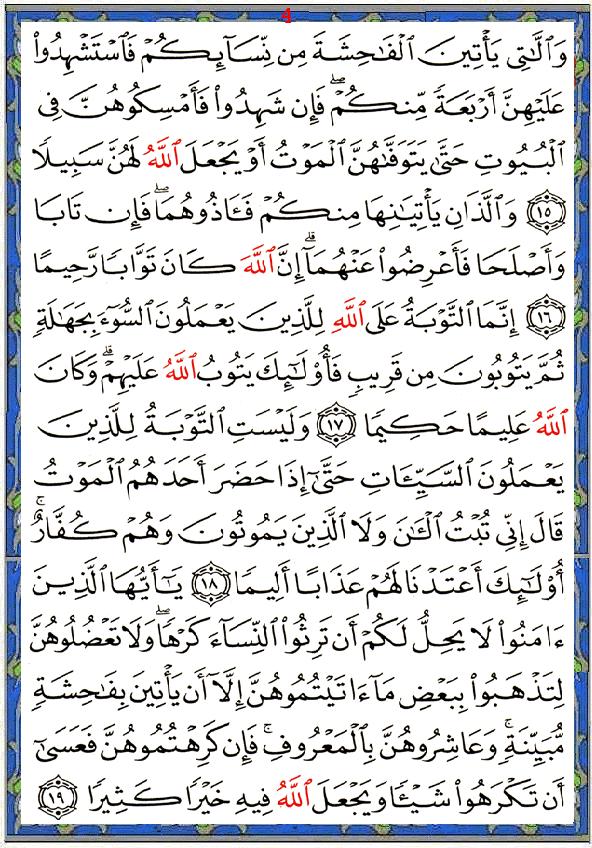 4
وَٱلَّٰتِى يَأْتِينَ ٱلْفَٰحِشَةَ مِن نِّسَآئِكُمْ فَٱسْتَشْهِدُوا۟
عَلَيْهِنَّ أَرْبَعَةً مِّنكُمْ ۖ فَإِن شَهِدُوا۟ فَأَمْسِكُوهُنَّ فِى
ٱلْبُيُوتِ حَتَّىٰ يَتَوَفَّىٰهُنَّ ٱلْمَوْتُ أَوْ يَجْعَلَ ٱللَّهُ لَهُنَّ سَبِيلًا
١٥ وَٱلَّذَانِ يَأْتِيَٰنِهَا مِنكُمْ فَـَٔاذُوهُمَا ۖ فَإِن تَابَا
وَأَصْلَحَا فَأَعْرِضُوا۟ عَنْهُمَآ ۗ إِنَّ ٱللَّهَ كَانَ تَوَّابًا رَّحِيمًا
١٦ إِنَّمَا ٱلتَّوْبَةُ عَلَى ٱللَّهِ لِلَّذِينَ يَعْمَلُونَ ٱلسُّوٓءَ بِجَهَٰلَةٍ
ثُمَّ يَتُوبُونَ مِن قَرِيبٍ فَأُو۟لَٰٓئِكَ يَتُوبُ ٱللَّهُ عَلَيْهِمْ ۗ وَكَانَ
ٱللَّهُ عَلِيمًا حَكِيمًا ١٧ وَلَيْسَتِ ٱلتَّوْبَةُ لِلَّذِينَ
يَعْمَلُونَ ٱلسَّيِّـَٔاتِ حَتَّىٰٓ إِذَا حَضَرَ أَحَدَهُمُ ٱلْمَوْتُ
قَالَ إِنِّى تُبْتُ ٱلْـَٰٔنَ وَلَا ٱلَّذِينَ يَمُوتُونَ وَهُمْ كُفَّارٌ ۚ
أُو۟لَٰٓئِكَ أَعْتَدْنَا لَهُمْ عَذَابًا أَلِيمًا ١٨ يَٰٓأَيُّهَا ٱلَّذِينَ
ءَامَنُوا۟ لَا يَحِلُّ لَكُمْ أَن تَرِثُوا۟ ٱلنِّسَآءَ كَرْهًا ۖ وَلَا تَعْضُلُوهُنَّ
لِتَذْهَبُوا۟ بِبَعْضِ مَآ ءَاتَيْتُمُوهُنَّ إِلَّآ أَن يَأْتِينَ بِفَٰحِشَةٍ
مُّبَيِّنَةٍ ۚ وَعَاشِرُوهُنَّ بِٱلْمَعْرُوفِ ۚ فَإِن كَرِهْتُمُوهُنَّ فَعَسَىٰٓ
أَن تَكْرَهُوا۟ شَيْـًٔا وَيَجْعَلَ ٱللَّهُ فِيهِ خَيْرًا كَثِيرًا ١٩